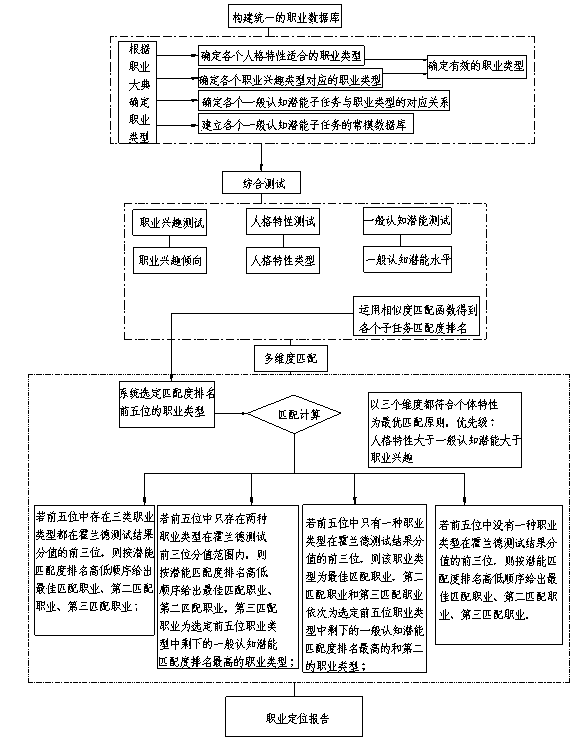 构建统一的职业数据库
根据
职业
大典
确定
职业
类型
确定各个人格特性适合的职业类型
确定各个职业兴趣类型对应的职业类型
确定有效的职业类型
确定各个一般认知潜能子任务与职业类型的对应关系
建立各个一般认知潜能子任务的常模数据库
综合测试
职业兴趣测试
人格特性测试
一般认知潜能测试
职业兴趣倾向
人格特性类型
一般认知潜能水平
运用相似度匹配函数得到
各个子任务匹配度排名
多维度匹配
系统选定匹配度排名
前五位的职业类型
匹配计算
以三个维度都符合个体特性
为最优匹配原则。优先级：
人格特性大于一般认知潜能大于
职业兴趣
若前五位中存在三类职业
类型都在霍兰德测试结果
分值的前三位，则按潜能
匹配度排名高低顺序给出
最佳匹配职业、第二匹配
职业、第三匹配职业；
若前五位中只存在两种
职业类型在霍兰德测试
前三位分值范围内，则
按潜能匹配度排名高低
顺序给出最佳匹配职业、
第二匹配职业，第三匹配
职业为选定前五位职业类
型中剩下的一般认知潜能
匹配度排名最高的职业类型；
若前五位中只有一种职业
类型在霍兰德测试结果分
值的前三位，则该职业类
型为最佳匹配职业，第二
匹配职业和第三匹配职业
依次为选定前五位职业类
型中剩下的一般认知潜能
匹配度排名最高的和第二
的职业类型；
若前五位中没有一种职业
类型在霍兰德测试结果分
值的前三位，则按潜能匹
配度排名高低顺序给出最
佳匹配职业、第二匹配职
业、第三匹配职业。
职业定位报告